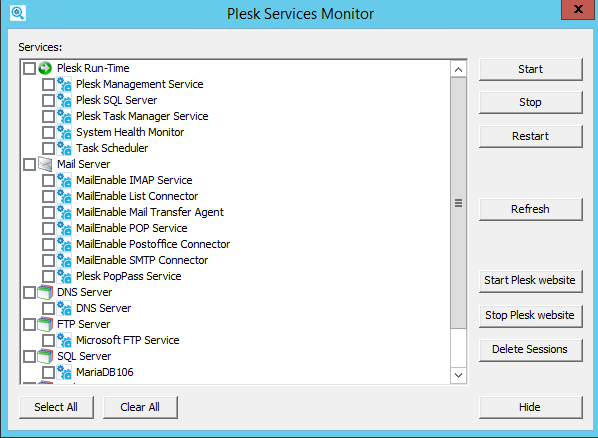 Plesk Services Monitor
Services:
Plesk Run-Time
Plesk Management Service
Plesk SQL Server
Plesk Task Manager Service
System Health Monitor
Task Scheduler
Mail Server
MailEnable IMAP Service
MailEnable List Connector
MailEnable Mail Transfer Agent
MailEnable POP Service
MailEnable Postoffice Connector
MailEnable SMTP Connector
Plesk PopPass Service
DNS Server
DNS Server
FTP Server
Microsoft FTP Service
SQL Server
MariaDB106
Start
Stop
Restart
Refresh
Start Plesk website
Stop Plesk website
Delete Sessions
Select All
Clear All
Hide